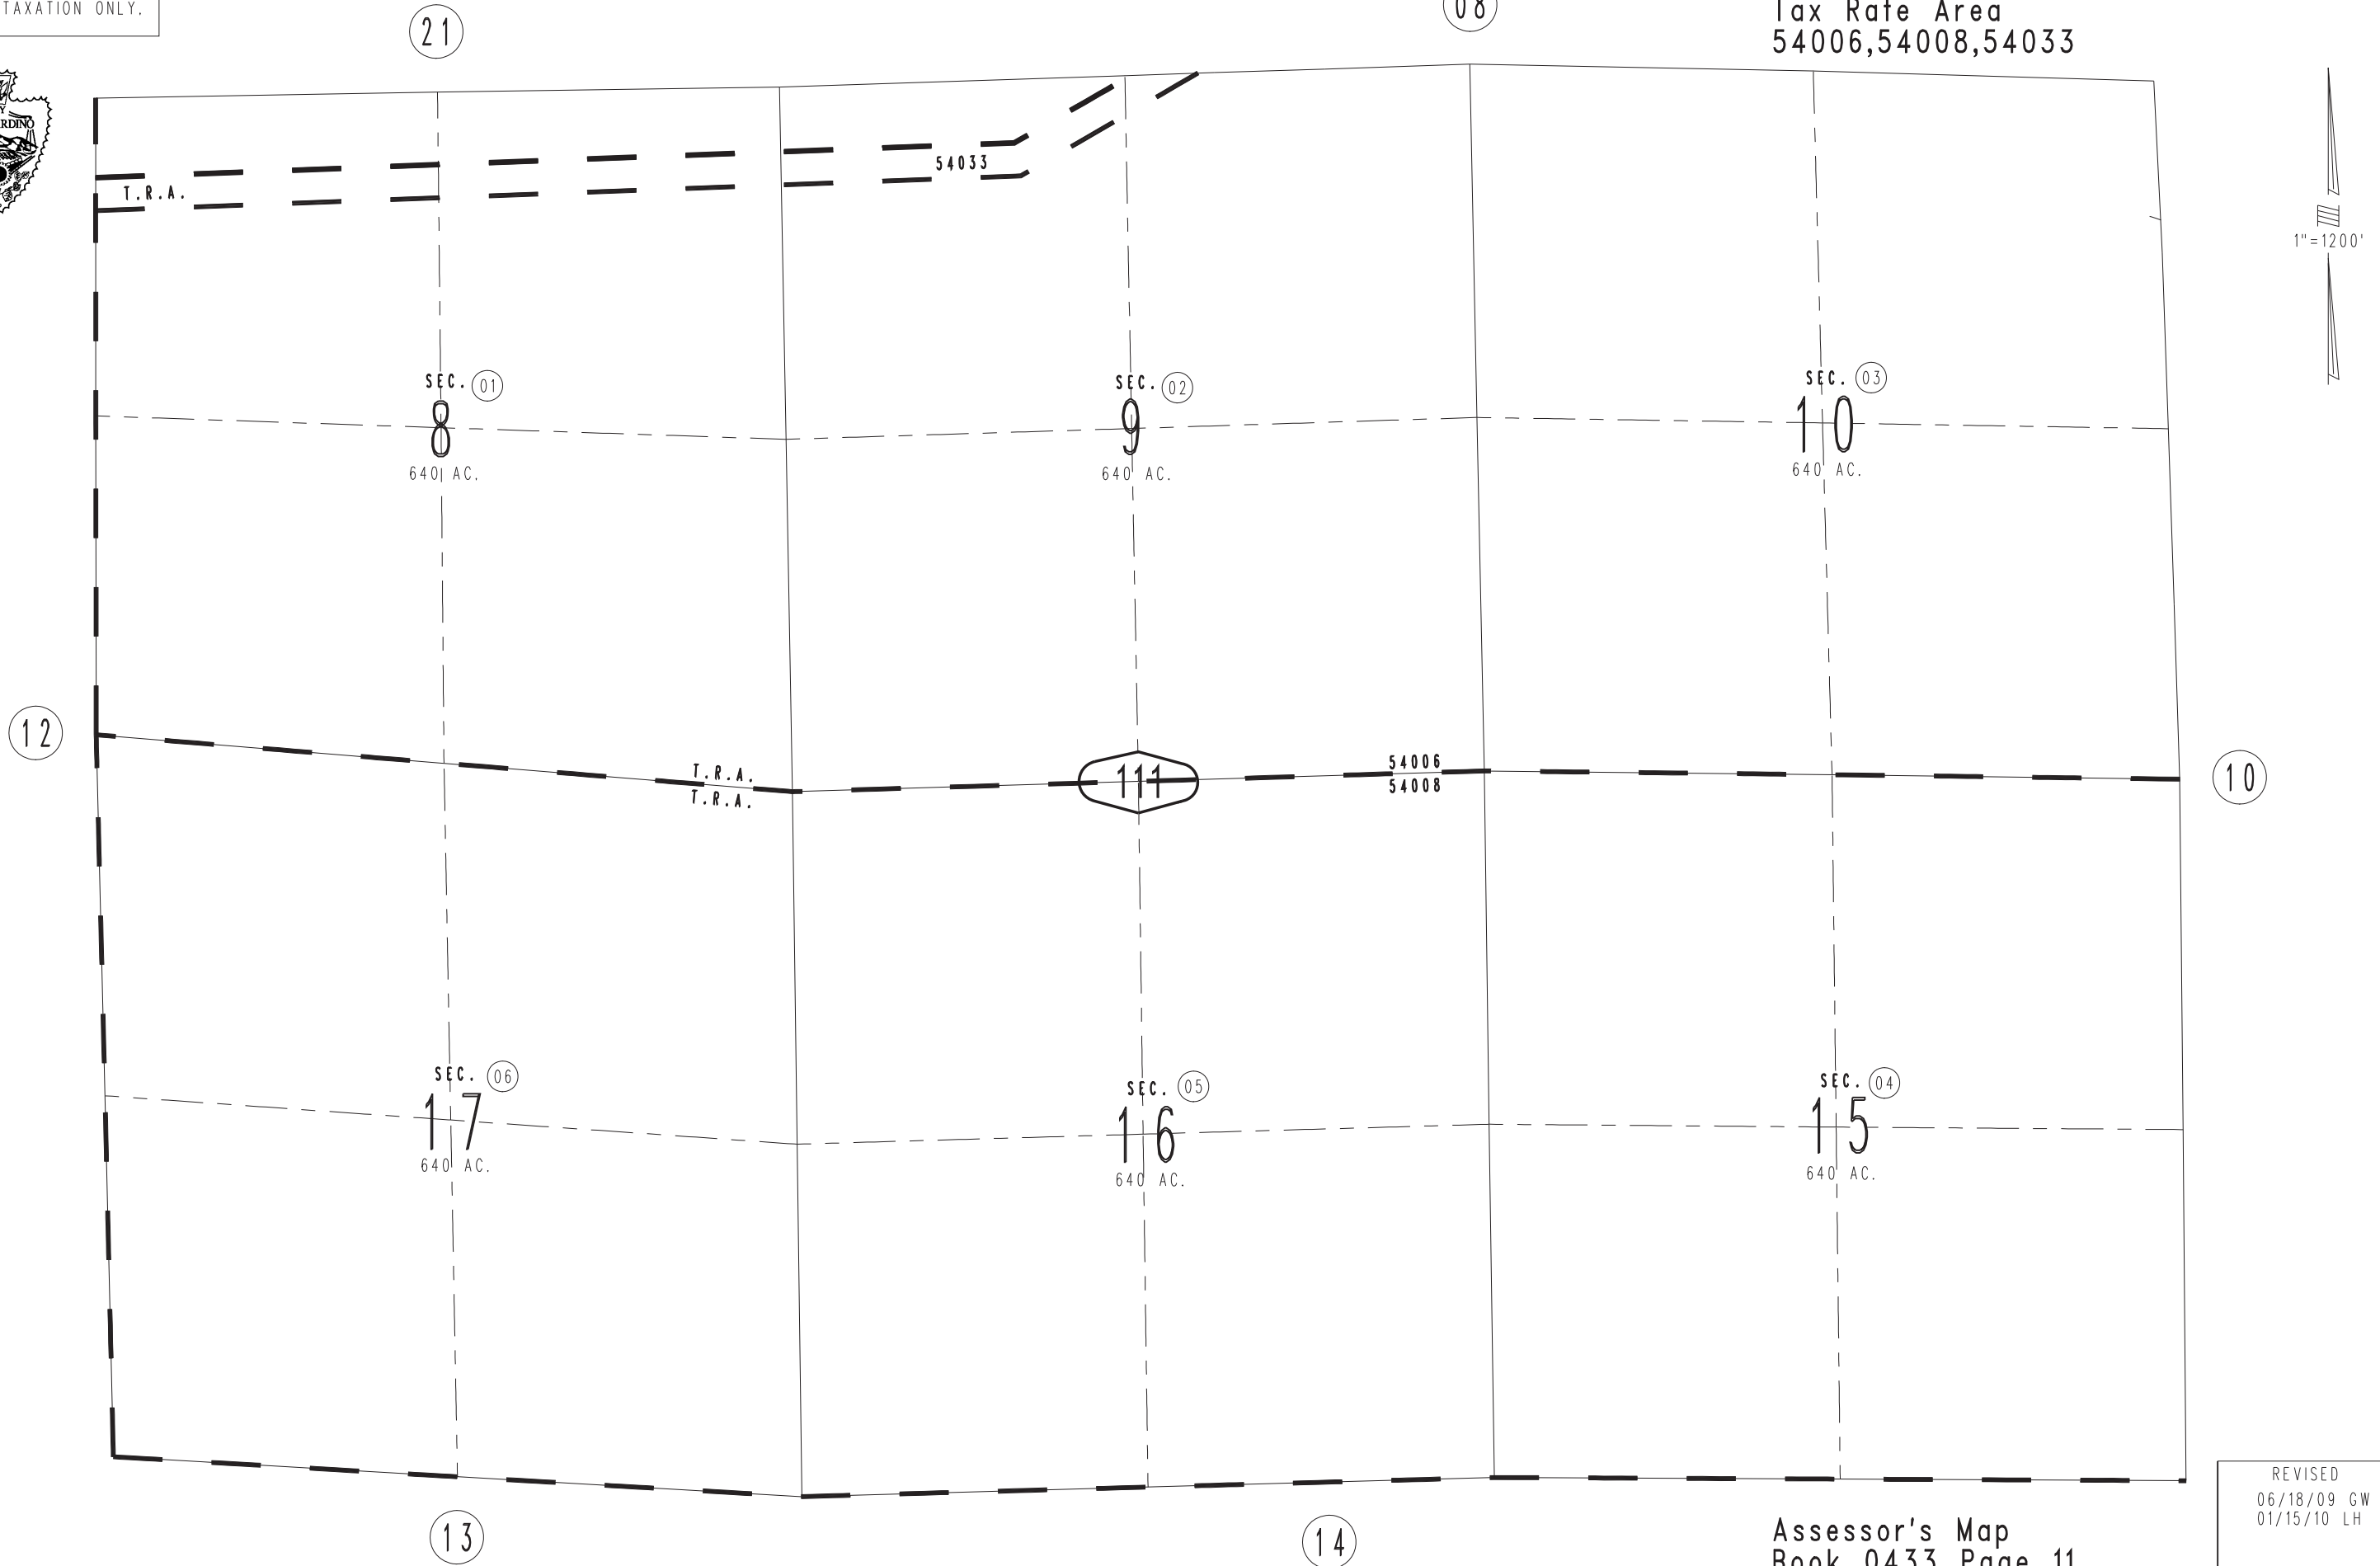 TAXATION ONLY.
21
08
Tax Rate Area
54006,54008,54033
RDINO
T.R.A.
54033
1"=1200'
SEC. 01
8
640 AC.
SEC. 02
9
640 AC.
SEC. 03
10
640 AC.
12
T.R.A.
T.R.A.
111
54006
54008
10
SEC. 06
17
640 AC.
SEC. 05
16
640 AC.
SEC. 04
15
640 AC.
13
14
Assessor's Map
Book 0433 Page 11
REVISED
06/18/09 GW
01/15/10 LH